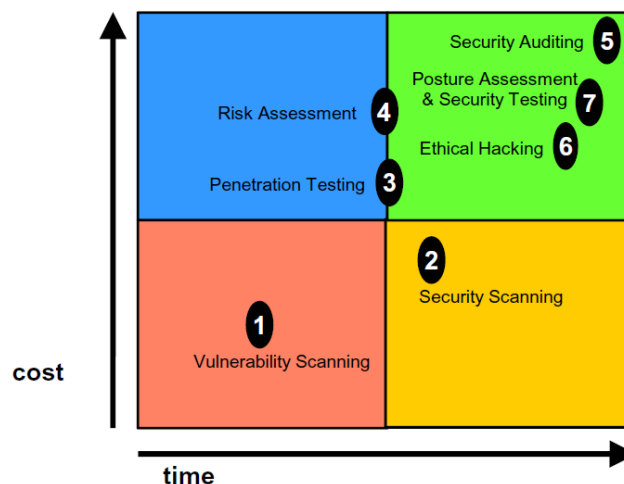 Security Auditing 5
Posture Assessment
& Security Testing 7
Risk Assessment 4
Ethical Hacking 6
Penetration Testing 3
2
Security Scanning
1
Vulnerability Scanning
cost
time